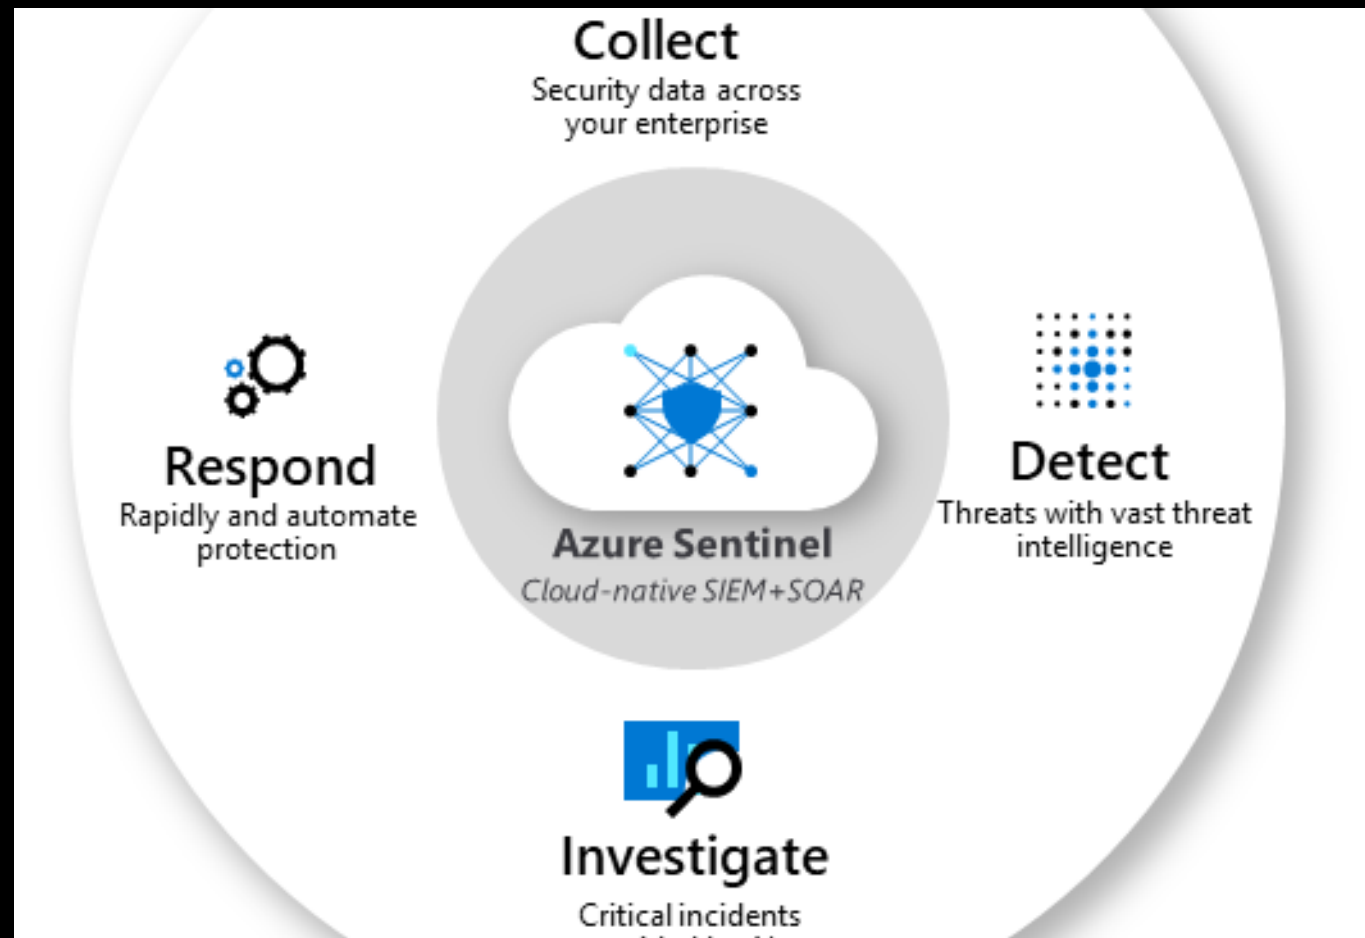 Collect
Security data across
your enterprise
Respond
Rapidly and automate
protection
Azure Sentinel
Cloud-native SIEM+SOAR
Detect
Threats with vast threat
intelligence
Investigate
Critical incidents